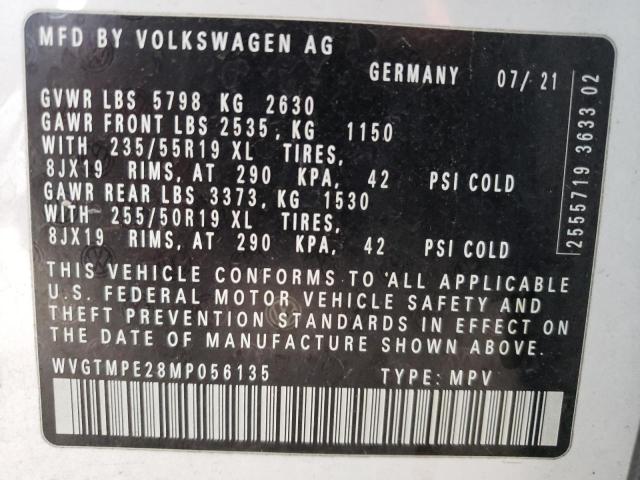 MFD BY VOLKSWAGEN AG
GERMANY 07/ 21
GVWR LBS 5798 KG 2630
GAWR FRONT LBS 2535, KG 1150
WITH 235/55R19 XL TIRES,
8JX19 RIMS, AT 290 KPA, 42 PSI COLD
GAWR REAR LBS 3373, KG 1530
WITH 255/50R19 XL TIRES,
8JX19 RIMS, AT 290 KPA, 42 PSI COLD
THIS VEHICLE CONFORMS TO ALL APPLICABLE
U.S. FEDERAL MOTOR VEHICLE SAFETY AND
THEFT PREVENTION STANDARDS IN EFFECT ON
THE DATE OF MANUFACTURE SHOWN ABOVE.
WVGTMPE28MP056135 TYPE: MPV
2555719 3633 02